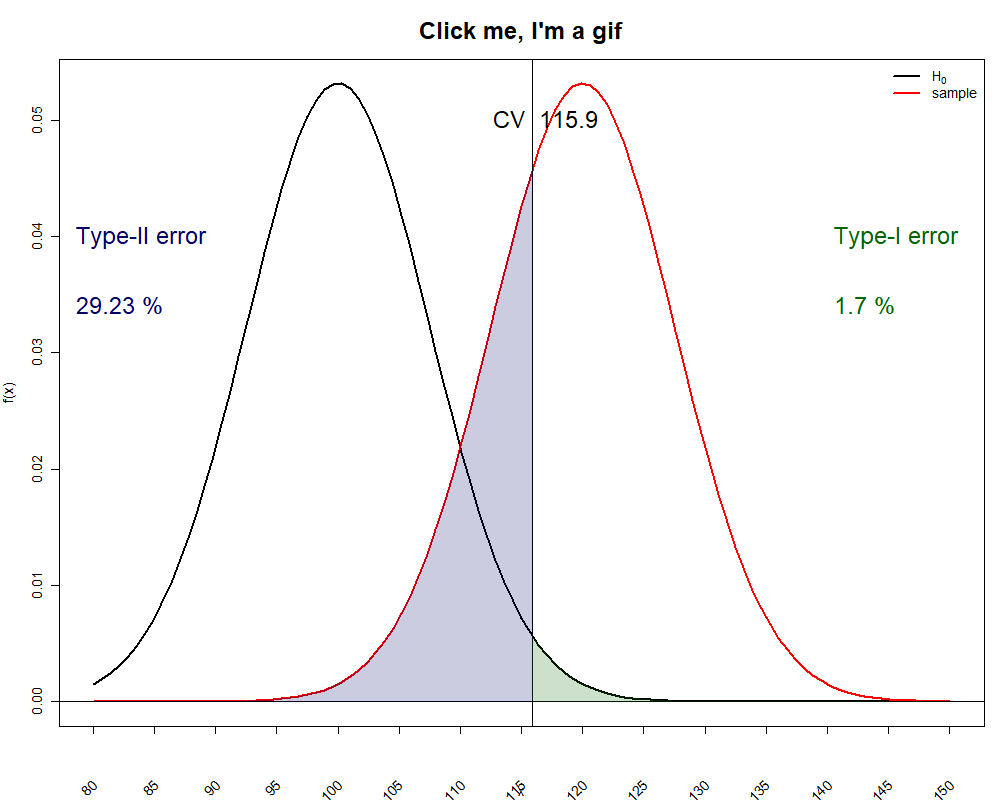 Click me, I'm a gif
H0
sample
CV 115.9
Type-II error
Type-I error
29.23 %
1.7 %
f(x)
0.05
0.04
0.03
0.02
0.01
0.00
80 85 90 95 100 105 110 115 120 125 130 135 140 145 150